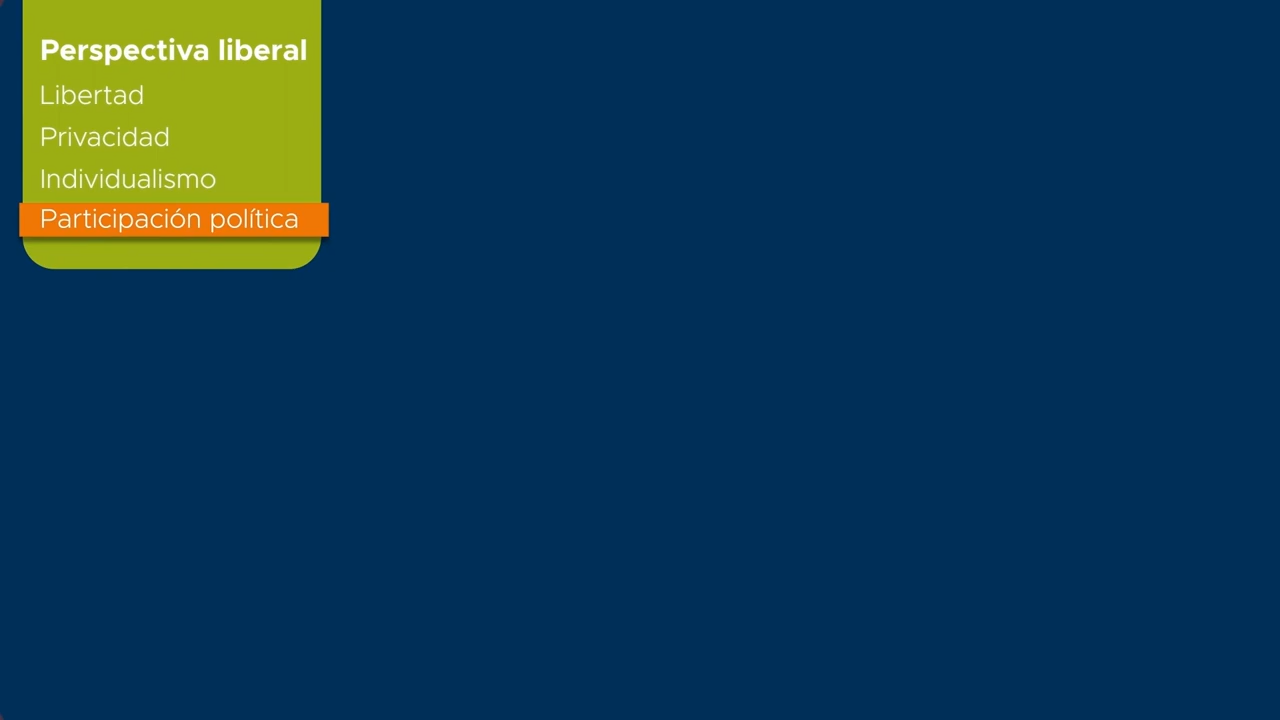 Perspectiva liberal
Libertad
Privacidad
Individualismo
Participación política